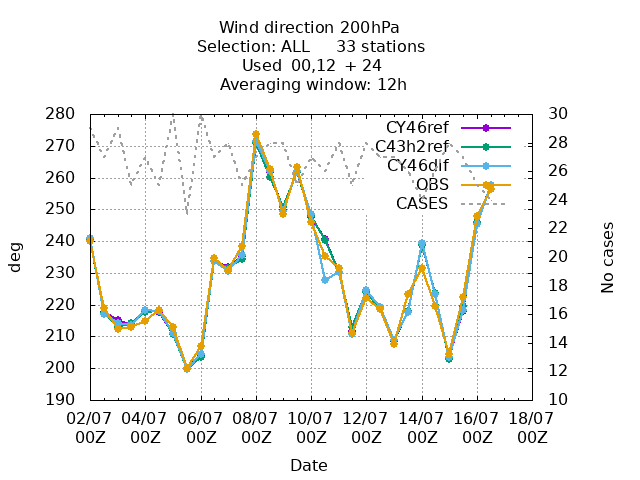 Wind direction 200hPa
Selection: ALL 33 stations
Used 00,12 + 24
Averaging window: 12h
280
270
260
250
240
230
220
210
200
190
deg
30
28
26
24
22
20
18
16
14
12
10
No cases
CY46ref
C43h2ref
CY46dif
OBS
CASES
02/07 04/07 06/07 08/07 10/07 12/07 14/07 16/07 18/07
00Z 00Z 00Z 00Z 00Z 00Z 00Z 00Z 00Z
Date